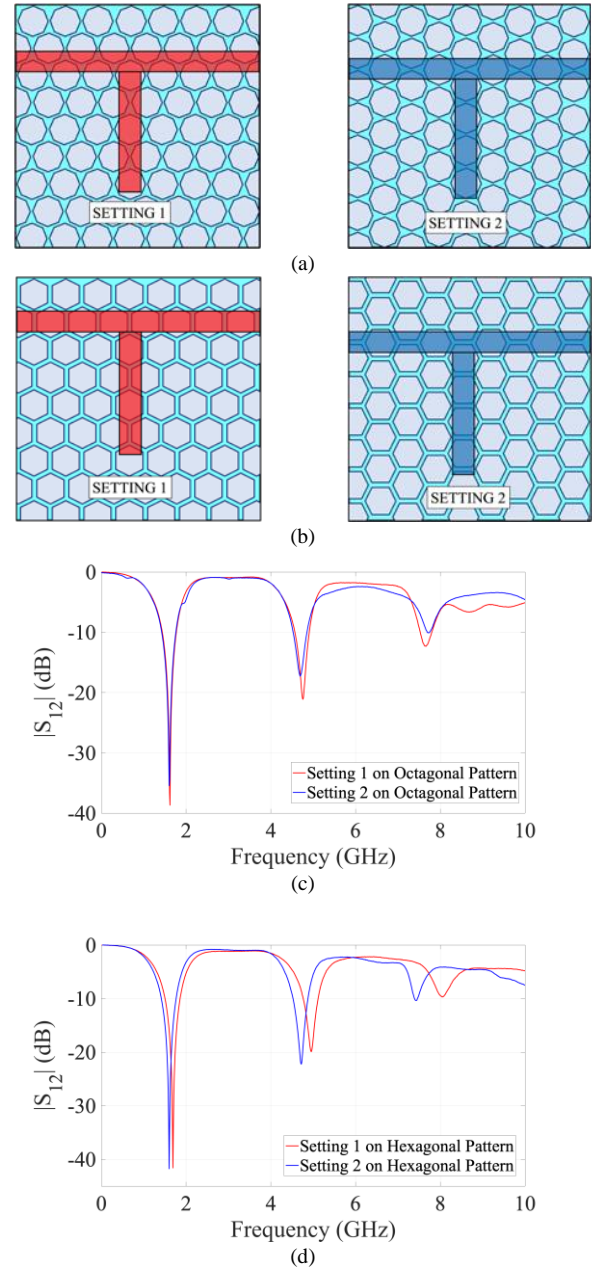 SETTING 1
SETTING 2
(a)
SETTING 1
SETTING 2
(b)
0
-10
-20
-30
-40
|S12| (dB)
Setting 1 on Octagonal Pattern
Setting 2 on Octagonal Pattern
0 2 4 6 8 10
Frequency (GHz)
(c)
0
-10
-20
-30
-40
|S12| (dB)
Setting 1 on Hexagonal Pattern
Setting 2 on Hexagonal Pattern
0 2 4 6 8 10
Frequency (GHz)
(d)